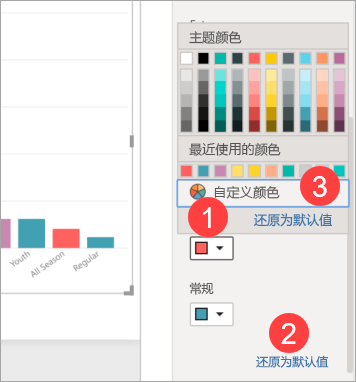 主题颜色
最近使用的颜色
自定义颜色
3
1
还原为默认值
Youth
All Season
Regular
常规
2
还原为默认值